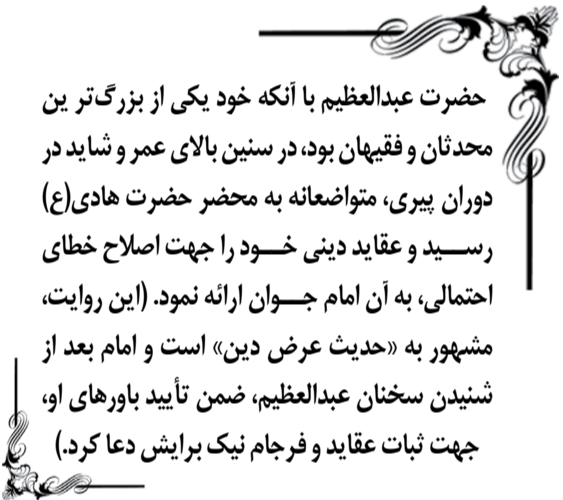 حضرت عبدالعظیم با آنکه خود یکی از بزرگ‌تر ین
محدثان و فقیهان بود، در سنین بالای عمر و شاید در
دوران پیری، متواضعانه به محضر حضرت هادی(ع)
رسید و عقاید دینی خود را جهت اصلاح خطای
احتمالی، به آن امام جوان ارائه نمود. (این روایت،
مشهور به «حدیث عرض دین» است و امام بعد از
شنیدن سخنان عبدالعظیم، ضمن تأیید باورهای او،
جهت ثبات عقاید و فرجام نیک برایش دعا کرد.)